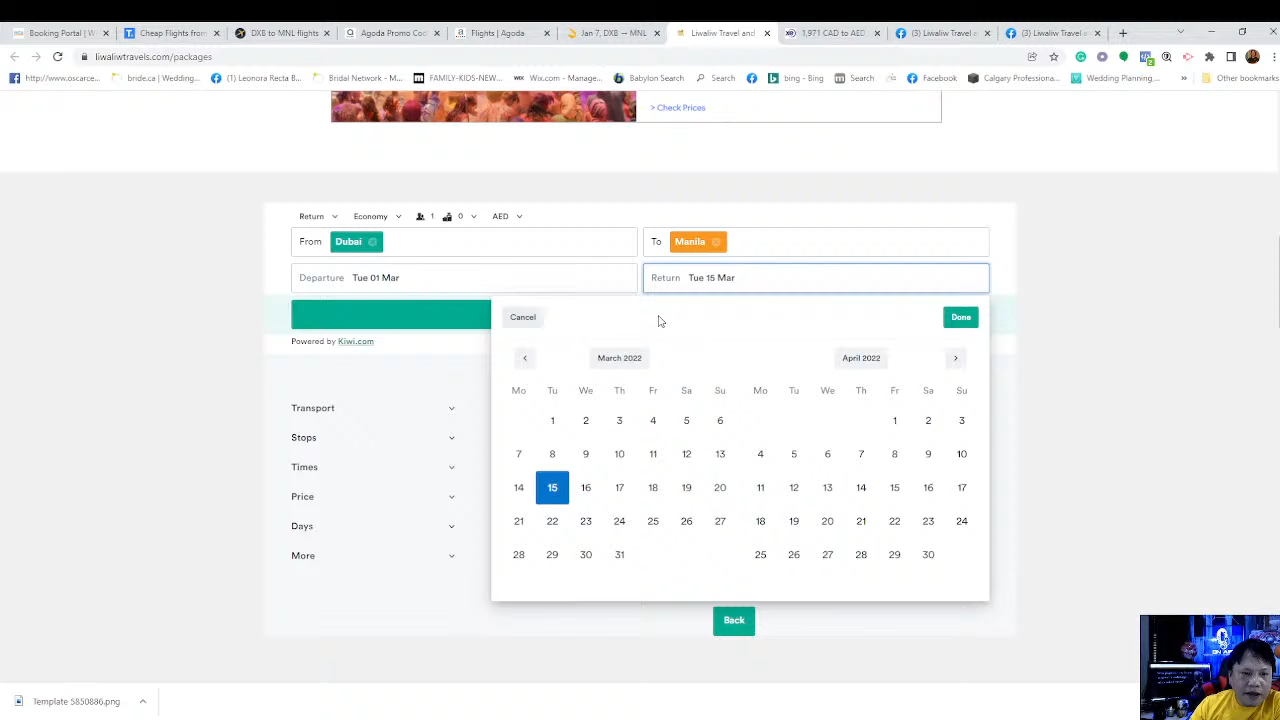 Booking Portal | W
Cheap Flights from
DXB to MNL flights
Agoda Promo Cod
Flights | Agoda
Jan 7, DXB → MNL
Liwaliw Travel and
1,971 CAD to AED
(3) Liwaliw Travel a
(3) Liwaliw Travel a
liwaliwtravels.com/packages
http://www.oscarce...
bride.ca | Wedding...
(1) Leonora Recta B...
Bridal Network - M...
FAMILY-KIDS-NEW...
Wix.com - Manage...
Babylon Search
Search
bing - Bing
Search
Facebook
Calgary Professiona...
Wedding Planning,...
Other bookmarks
> Check Prices
Return Economy 1 0 AED
From Dubai
To Manila
Departure Tue 01 Mar
Return Tue 15 Mar
Cancel Done
Powered by Kiwi.com
March 2022 April 2022
Mo Tu We Th Fr Sa Su Mo Tu We Th Fr Sa Su
1 2 3 4 5 6 1 2 3
7 8 9 10 11 12 13 4 5 6 7 8 9 10
14 15 16 17 18 19 20 11 12 13 14 15 16 17
21 22 23 24 25 26 27 18 19 20 21 22 23 24
28 29 30 31 25 26 27 28 29 30
Transport
Stops
Times
Price
Days
More
Back
Template 5850886.png